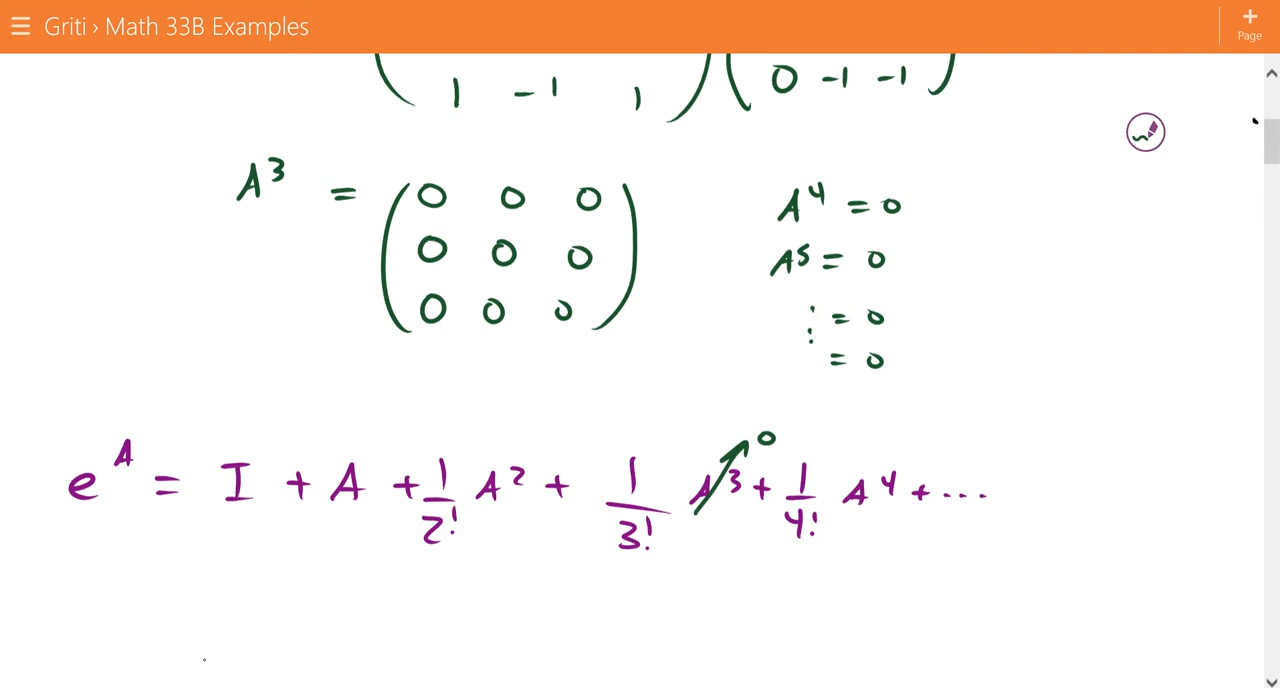 Griti › Math 33B Examples
+
Page
1 -1 1 0 -1 -1
A³ = (0 0 0
0 0 0
0 0 0)
A⁴ = 0
A⁵ = 0
⋮ = 0
= 0
e^A = I + A + 1/2! A² + 1/3! A³ + 1/4! A⁴ + ...
0